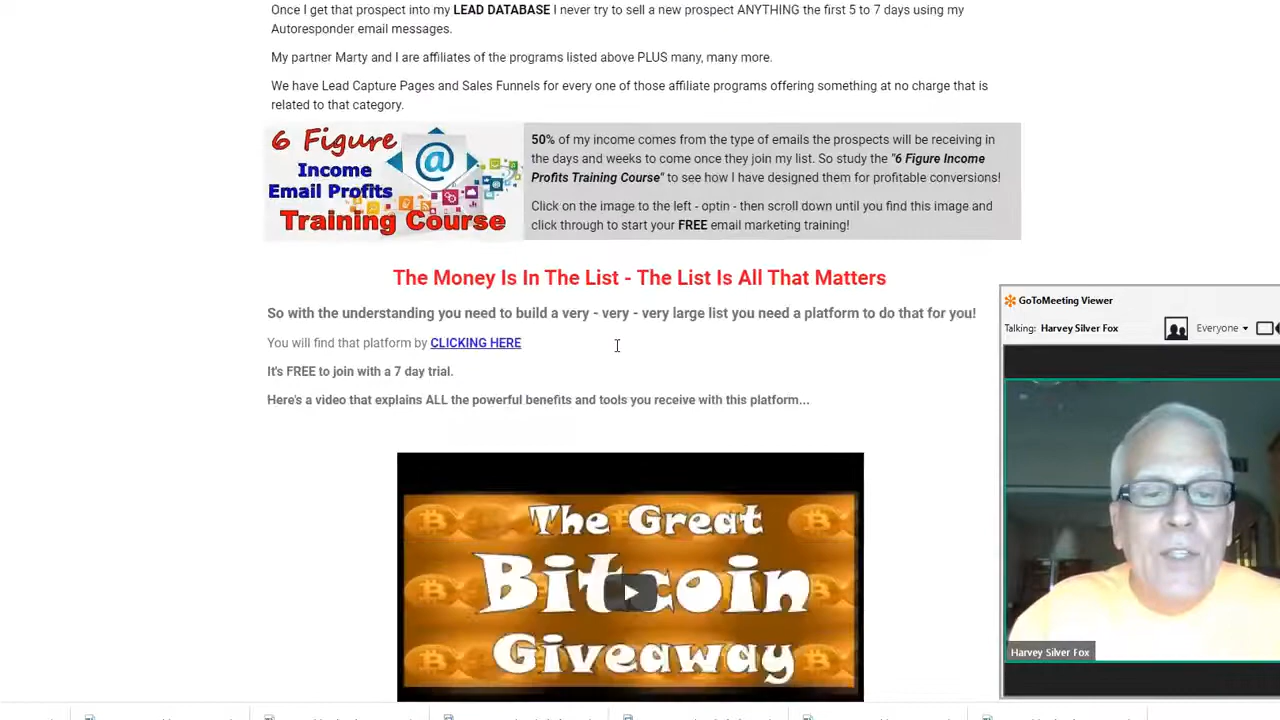 Once I get that prospect into my LEAD DATABASE I never try to sell a new prospect ANYTHING the first 5 to 7 days using my
Autoresponder email messages.
My partner Marty and I are affiliates of the programs listed above PLUS many, many more.
We have Lead Capture Pages and Sales Funnels for every one of those affiliate programs offering something at no charge that is
related to that category.
6 Figure
Income
Email Profits
Training Course
@
50% of my income comes from the type of emails the prospects will be receiving in
the days and weeks to come once they join my list. So study the "6 Figure Income
Profits Training Course" to see how I have designed them for profitable conversions!
Click on the image to the left - optin - then scroll down until you find this image and
click through to start your FREE email marketing training!
The Money Is In The List - The List Is All That Matters
So with the understanding you need to build a very - very - very large list you need a platform to do that for you!
You will find that platform by CLICKING HERE
It's FREE to join with a 7 day trial.
Here's a video that explains ALL the powerful benefits and tools you receive with this platform...
The Great
Bitcoin
Giveaway
GoToMeeting Viewer
Talking: Harvey Silver Fox
Everyone
Harvey Silver Fox